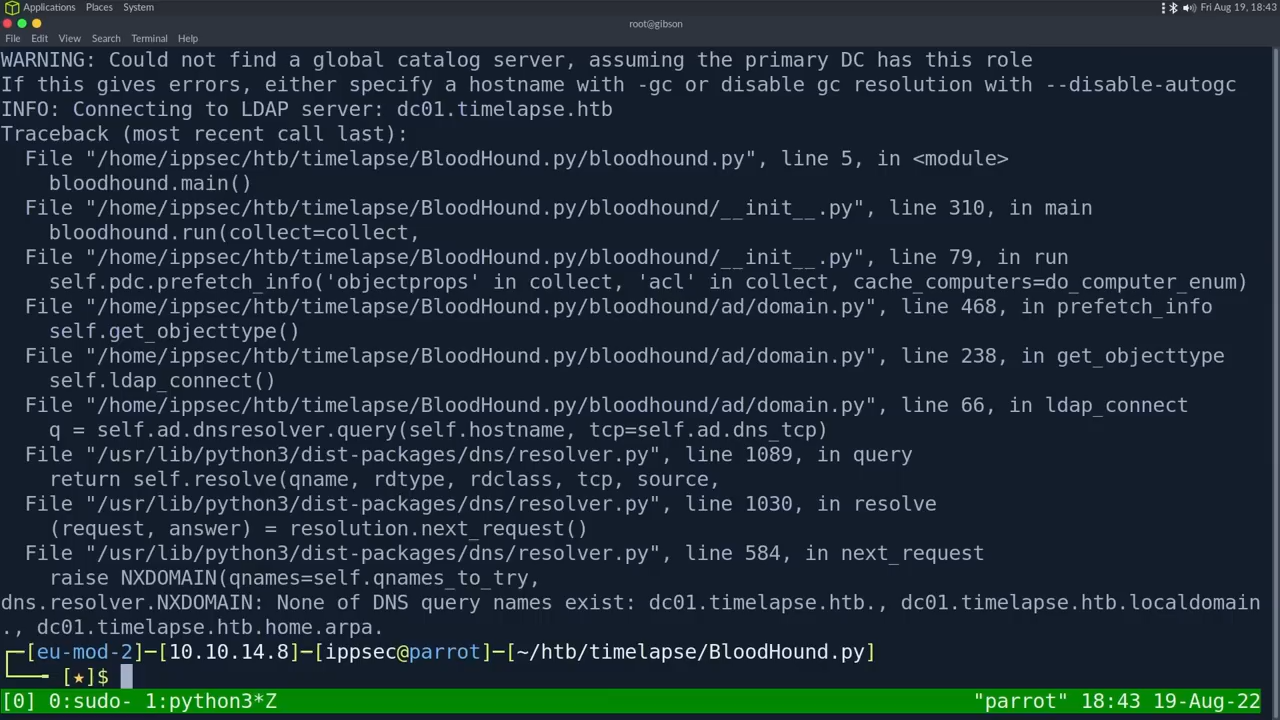 Applications Places System Fri Aug 19, 18:43
root@gibson
File Edit View Search Terminal Help
WARNING: Could not find a global catalog server, assuming the primary DC has this role
If this gives errors, either specify a hostname with -gc or disable gc resolution with --disable-autogc
INFO: Connecting to LDAP server: dc01.timelapse.htb
Traceback (most recent call last):
  File "/home/ippsec/htb/timelapse/BloodHound.py/bloodhound.py", line 5, in <module>
    bloodhound.main()
  File "/home/ippsec/htb/timelapse/BloodHound.py/bloodhound/__init__.py", line 310, in main
    bloodhound.run(collect=collect,
  File "/home/ippsec/htb/timelapse/BloodHound.py/bloodhound/__init__.py", line 79, in run
    self.pdc.prefetch_info('objectprops' in collect, 'acl' in collect, cache_computers=do_computer_enum)
  File "/home/ippsec/htb/timelapse/BloodHound.py/bloodhound/ad/domain.py", line 468, in prefetch_info
    self.get_objecttype()
  File "/home/ippsec/htb/timelapse/BloodHound.py/bloodhound/ad/domain.py", line 238, in get_objecttype
    self.ldap_connect()
  File "/home/ippsec/htb/timelapse/BloodHound.py/bloodhound/ad/domain.py", line 66, in ldap_connect
    q = self.ad.dnsresolver.query(self.hostname, tcp=self.ad.dns_tcp)
  File "/usr/lib/python3/dist-packages/dns/resolver.py", line 1089, in query
    return self.resolve(qname, rdtype, rdclass, tcp, source,
  File "/usr/lib/python3/dist-packages/dns/resolver.py", line 1030, in resolve
    (request, answer) = resolution.next_request()
  File "/usr/lib/python3/dist-packages/dns/resolver.py", line 584, in next_request
    raise NXDOMAIN(qnames=self.qnames_to_try,
dns.resolver.NXDOMAIN: None of DNS query names exist: dc01.timelapse.htb., dc01.timelapse.htb.localdomain
., dc01.timelapse.htb.home.arpa.
┌─[eu-mod-2]─[10.10.14.8]─[ippsec@parrot]─[~/htb/timelapse/BloodHound.py]
└──╼ [★]$
[0] 0:sudo- 1:python3*Z "parrot" 18:43 19-Aug-22